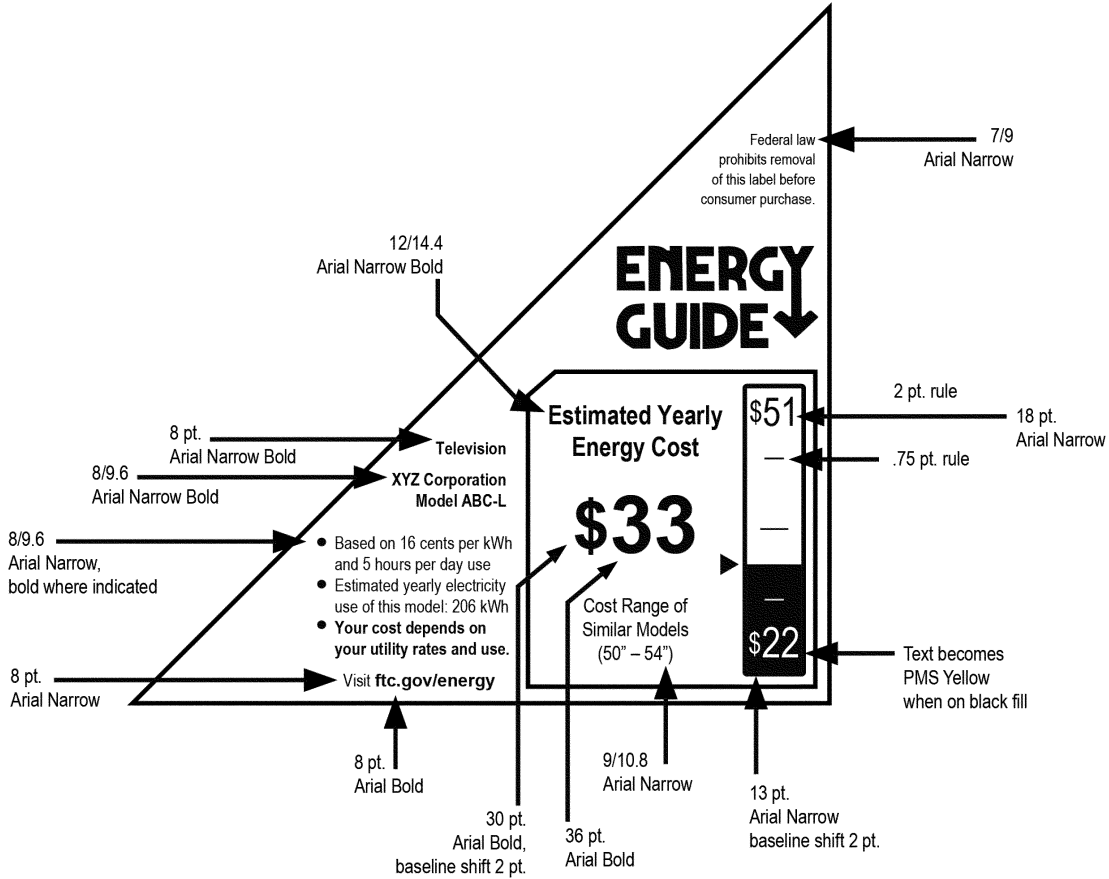 Federal law
prohibits removal
of this label before
consumer purchase.
7/9
Arial Narrow
12/14.4
Arial Narrow Bold
ENERGY
GUIDE
2 pt. rule
18 pt.
Arial Narrow
.75 pt. rule
Estimated Yearly
Energy Cost
$51
8 pt.
Arial Narrow Bold
Television
8/9.6
Arial Narrow Bold
XYZ Corporation
Model ABC-L
$33
8/9.6
Arial Narrow,
bold where indicated
● Based on 16 cents per kWh
and 5 hours per day use
● Estimated yearly electricity
use of this model: 206 kWh
● Your cost depends on
your utility rates and use.
Cost Range of
Similar Models
(50” – 54”)
$22
Text becomes
PMS Yellow
when on black fill
8 pt.
Arial Narrow
Visit ftc.gov/energy
8 pt.
Arial Bold
9/10.8
Arial Narrow
13 pt.
Arial Narrow
baseline shift 2 pt.
30 pt.
Arial Bold,
baseline shift 2 pt.
36 pt.
Arial Bold